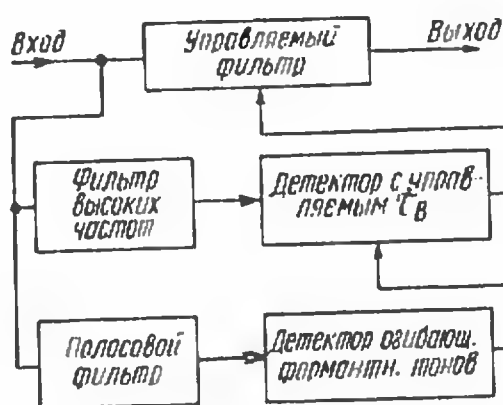 Вход
Управляемый
фильтр
Выход
Фильтр
высоких
частот
Детектор с управ-
ляемым τв
Полосовой
фильтр
Детектор огибающ.
формантн. тонов